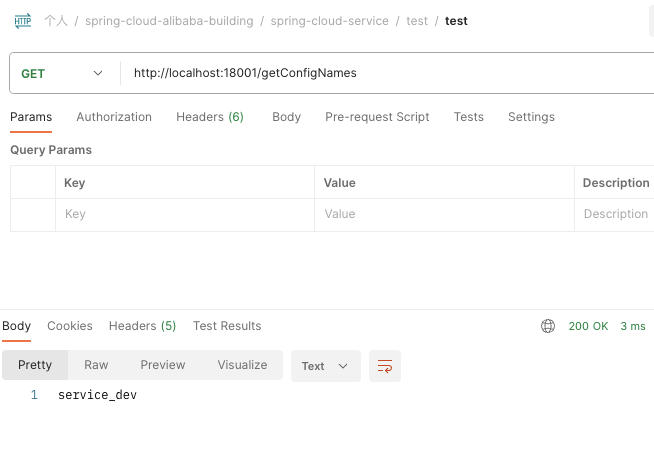 HTTP 个人 / spring-cloud-alibaba-building / spring-cloud-service / test / test
GET http://localhost:18001/getConfigNames
Params Authorization Headers (6) Body Pre-request Script Tests Settings
Query Params
Key Value Description
Key Value Description
Body Cookies Headers (5) Test Results 200 OK 3 ms
Pretty Raw Preview Visualize Text
1 service_dev